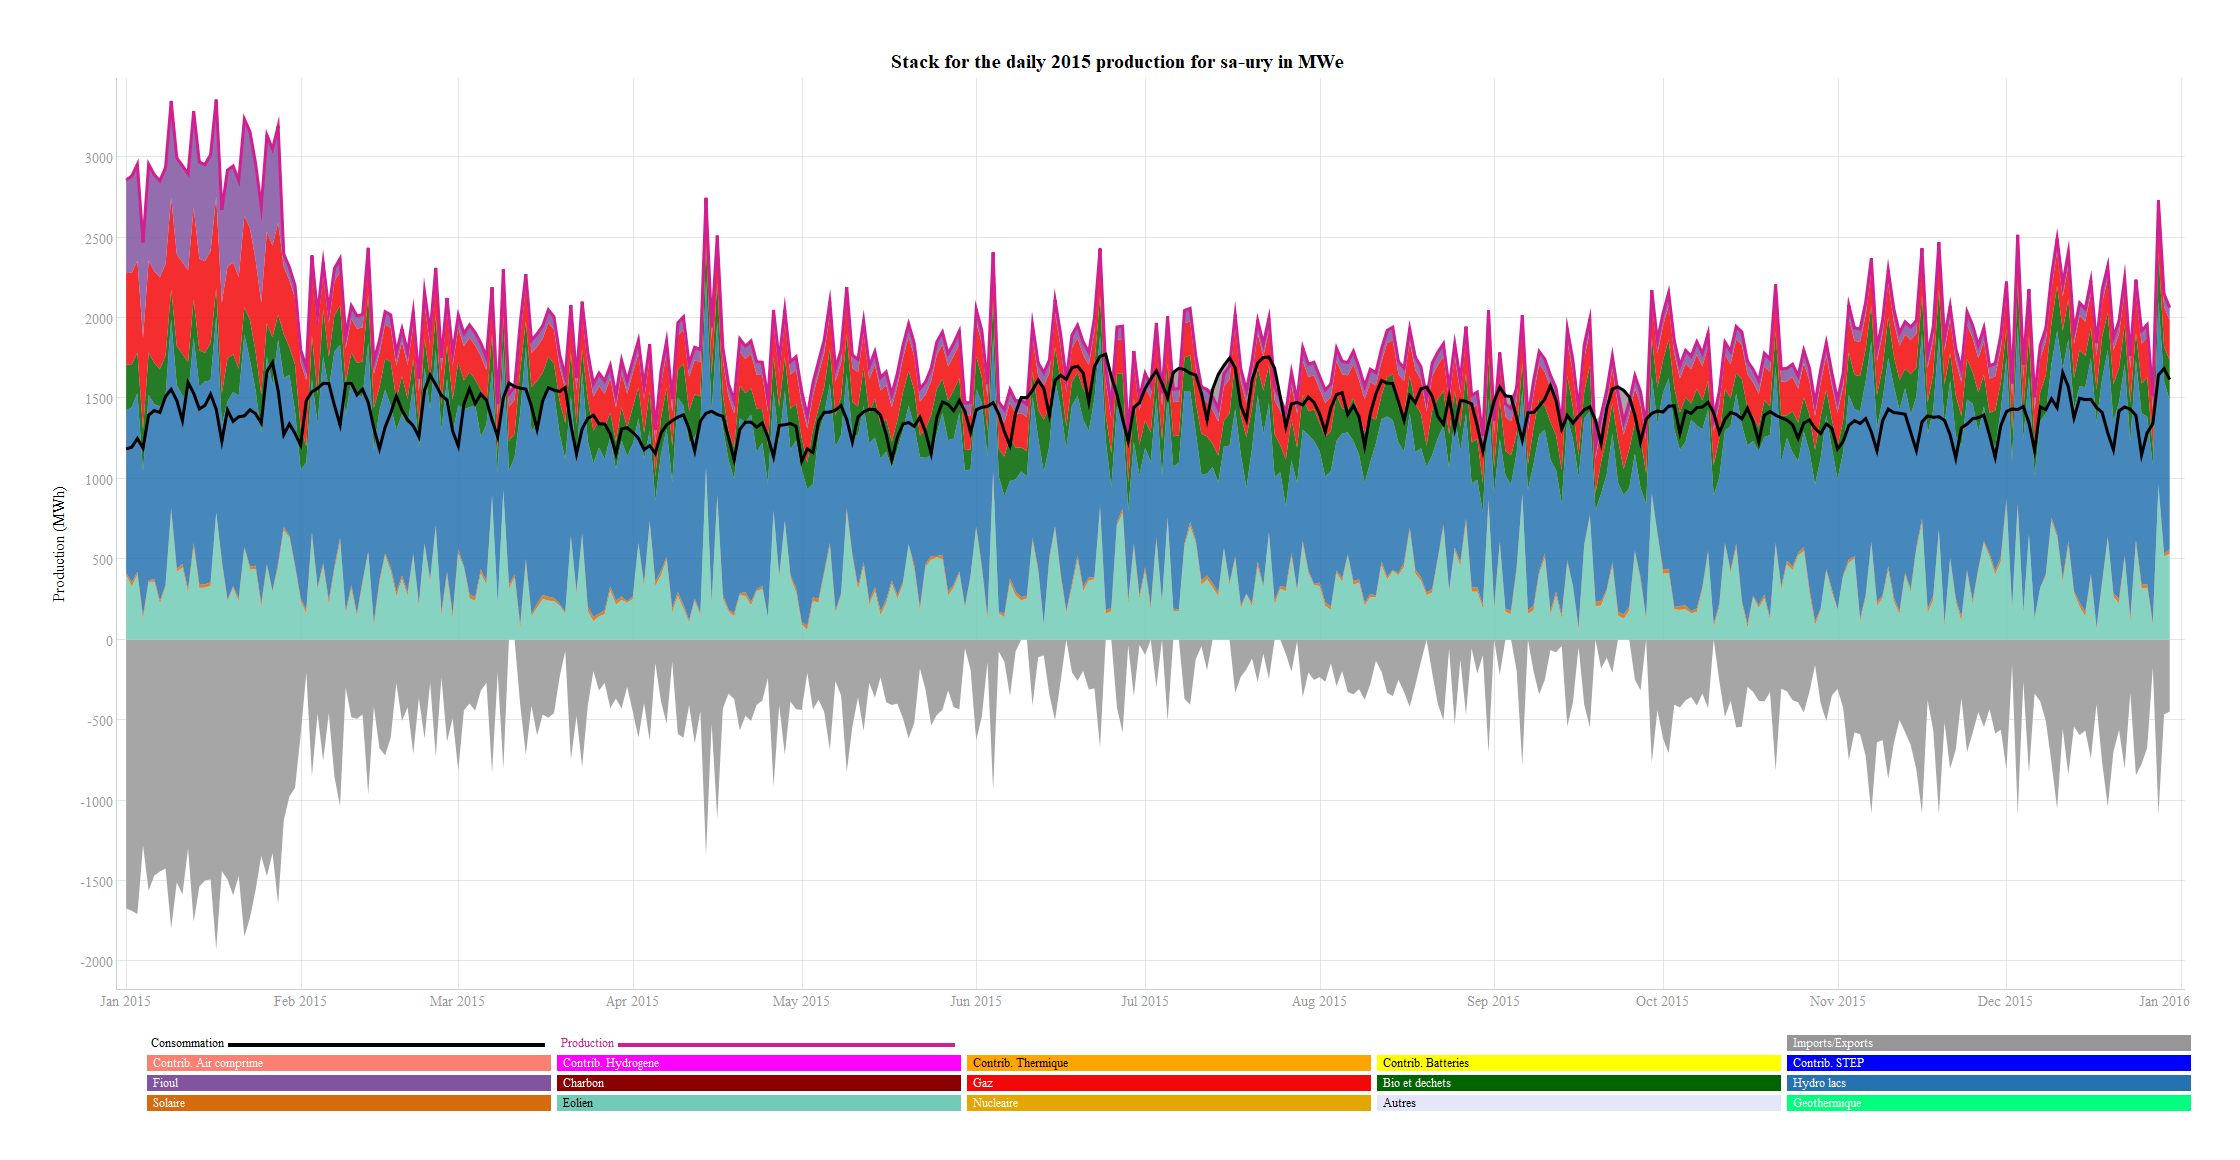 Stack for the daily 2015 production for sa-ury in MWe
Production (MWh)
3000
2500
2000
1500
1000
500
0
-500
-1000
-1500
-2000
Jan 2015 Feb 2015 Mar 2015 Apr 2015 May 2015 Jun 2015 Jul 2015 Aug 2015 Sep 2015 Oct 2015 Nov 2015 Dec 2015 Jan 2016
Consommation Production Imports/Exports
Contrib. Air comprime Contrib. Hydrogene Contrib. Thermique Contrib. Batteries Contrib. STEP
Fioul Charbon Gaz Bio et dechets Hydro lacs
Solaire Eolien Nucleaire Autres Geothermique